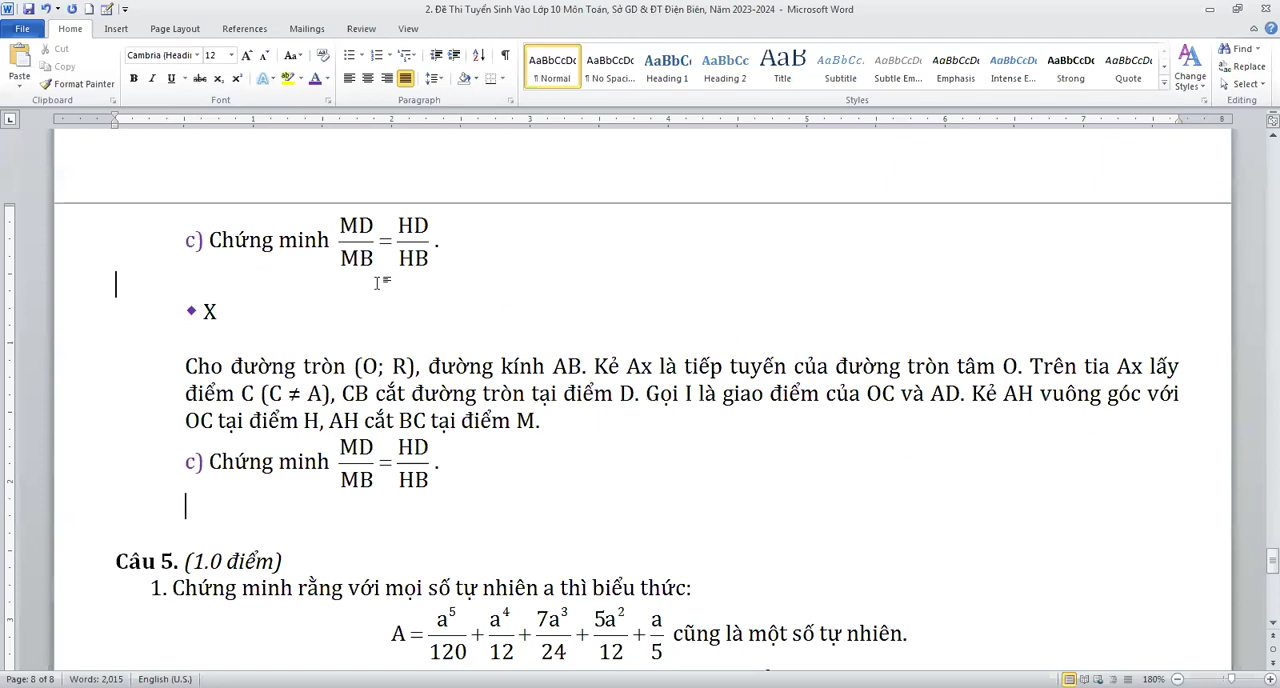 2. Đề Thi Tuyển Sinh Vào Lớp 10 Môn Toán, Sở GD & ĐT Điện Biên, Năm 2023-2024 - Microsoft Word
File Home Insert Page Layout References Mailings Review View
Paste Cut Copy Format Painter
Cambria (Headin 12
AaBbCcDc AaBbCcDc AaBbC AaBbCc AaB AaBbCc. AaBbCcDc AaBbCcDc AaBbCcDc AaBbCcDc AaBbCcDc
¶ Normal ¶ No Spaci... Heading 1 Heading 2 Title Subtitle Subtle Em... Emphasis Intense E... Strong Quote Change Styles
Find Replace Select
Clipboard Font Paragraph Styles Editing
c) Chứng minh MD/MB = HD/HB.
X
Cho đường tròn (O; R), đường kính AB. Kẻ Ax là tiếp tuyến của đường tròn tâm O. Trên tia Ax lấy
điểm C (C ≠ A), CB cắt đường tròn tại điểm D. Gọi I là giao điểm của OC và AD. Kẻ AH vuông góc với
OC tại điểm H, AH cắt BC tại điểm M.
c) Chứng minh MD/MB = HD/HB.
Câu 5. (1.0 điểm)
1. Chứng minh rằng với mọi số tự nhiên a thì biểu thức:
A = a⁵/120 + a⁴/12 + 7a³/24 + 5a²/12 + a/5 cũng là một số tự nhiên.
Page: 8 of 8 Words: 2,015 English (U.S.) 180%